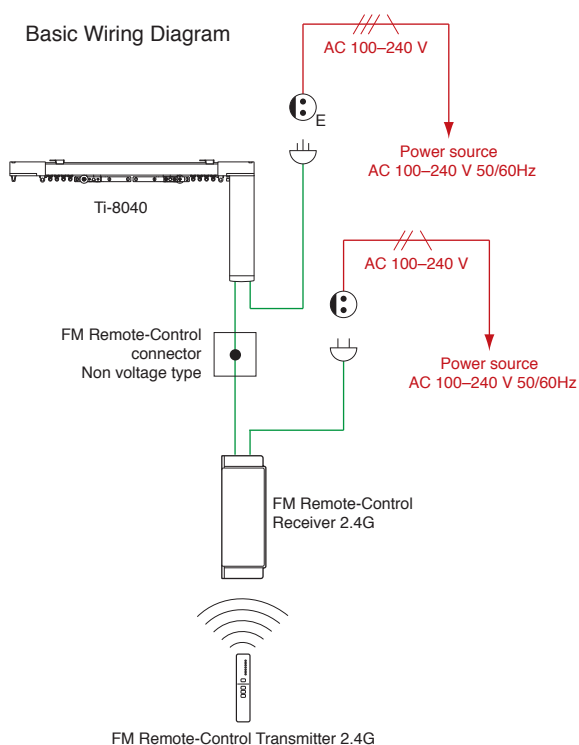 Basic Wiring Diagram
AC 100–240 V
E
Power source
AC 100–240 V 50/60Hz
Ti-8040
AC 100–240 V
FM Remote-Control
connector
Non voltage type
Power source
AC 100–240 V 50/60Hz
FM Remote-Control
Receiver 2.4G
FM Remote-Control Transmitter 2.4G